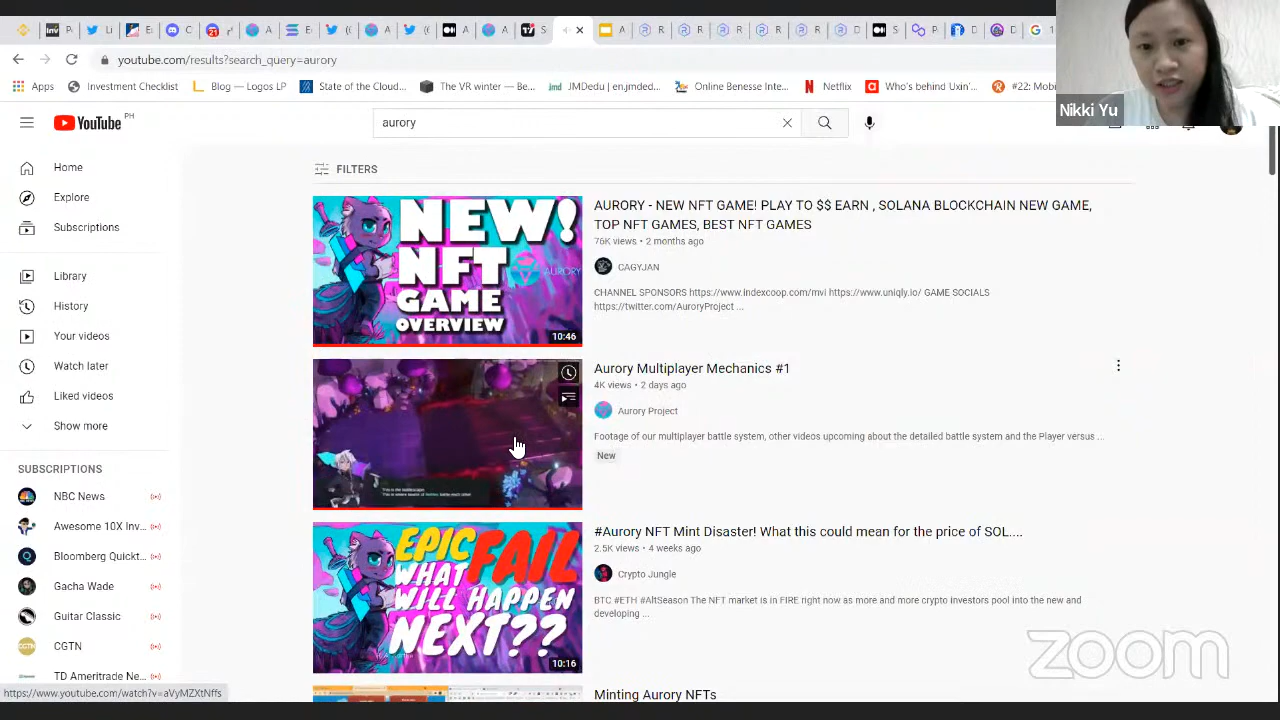 youtube.com/results?search_query=aurory
Apps
Investment Checklist
Blog — Logos LP
State of the Cloud...
The Vowwinter — Be...
JMDedu | en.jmded...
Online Benesse Inte...
Netflix
Who's behind Uxin'...
Nikki Yu
YouTube PH
aurory
FILTERS
Home
Explore
Subscriptions
Library
History
Your videos
Watch later
Liked videos
Show more
SUBSCRIPTIONS
NBC News
Awesome 10X Inv...
Bloomberg Quickt...
Gacha Wade
Guitar Classic
CGTN
TD Ameritrade Ne...
https://www.youtube.com/watch?v=aVyMZXtNffs
NEW!
NFT
GAME
OVERVIEW
AURORY
10:46
AURORY - NEW NFT GAME! PLAY TO $$ EARN , SOLANA BLOCKCHAIN NEW GAME,
TOP NFT GAMES, BEST NFT GAMES
76K views • 2 months ago
CAGYJAN
CHANNEL SPONSORS https://www.indexcoop.com/mvi https://www.uniqly.io/ GAME SOCIALS
https://twitter.com/AuroryProject ...
Aurory Multiplayer Mechanics #1
4K views • 2 days ago
Aurory Project
Footage of our multiplayer battle system, other videos upcoming about the detailed battle system and the Player versus ...
New
EPIC FAIL
WHAT
WILL HAPPEN
NEXT??
10:16
#Aurory NFT Mint Disaster! What this could mean for the price of SOL....
2.5K views • 4 weeks ago
Crypto Jungle
BTC #ETH #AltSeason The NFT market is in FIRE right now as more and more crypto investors pool into the new and
developing ...
Minting Aurory NFTs
zoom